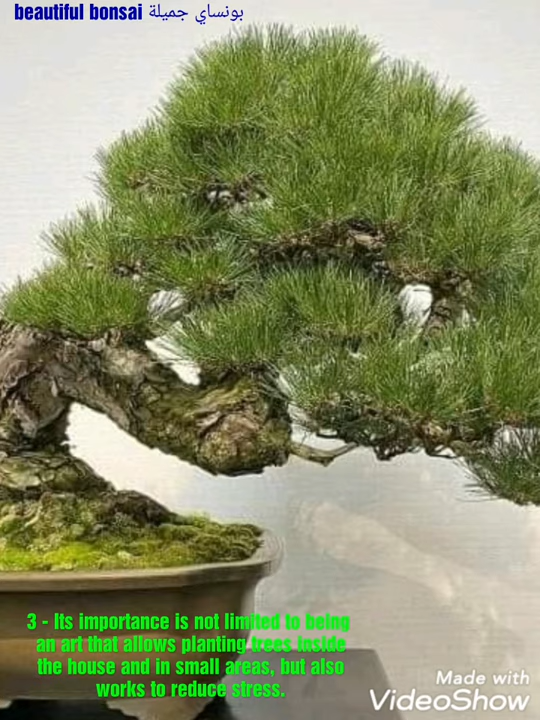 beautiful bonsai بونساي جميلة
3 - Its importance is not limited to being
an art that allows planting trees inside
the house and in small areas, but also
works to reduce stress.
Made with
VideoShow